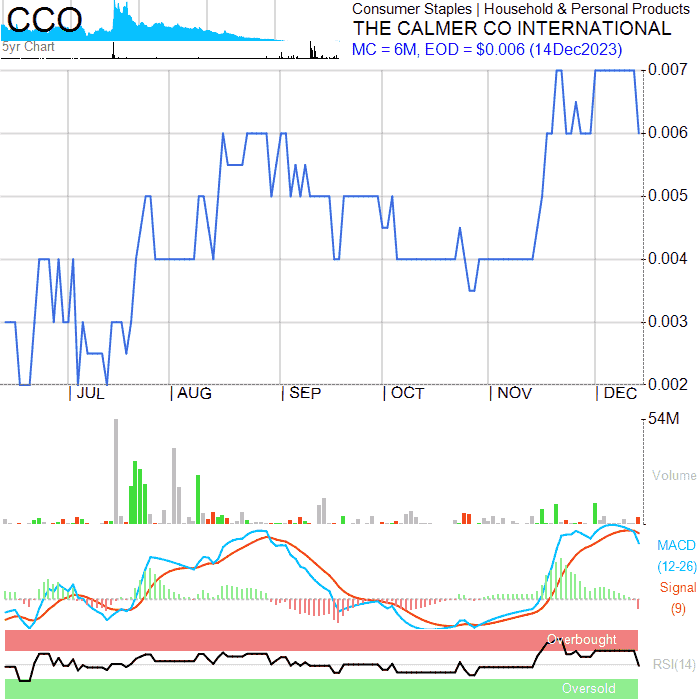 CCO
5yr Chart
Consumer Staples | Household & Personal Products
THE CALMER CO INTERNATIONAL
MC = 6M, EOD = $0.006 (14Dec2023)
0.007
0.006
0.005
0.004
0.003
0.002
JUL
AUG
SEP
OCT
NOV
DEC
54M
Volume
MACD
(12-26)
Signal
(9)
Overbought
RSI(14)
Oversold